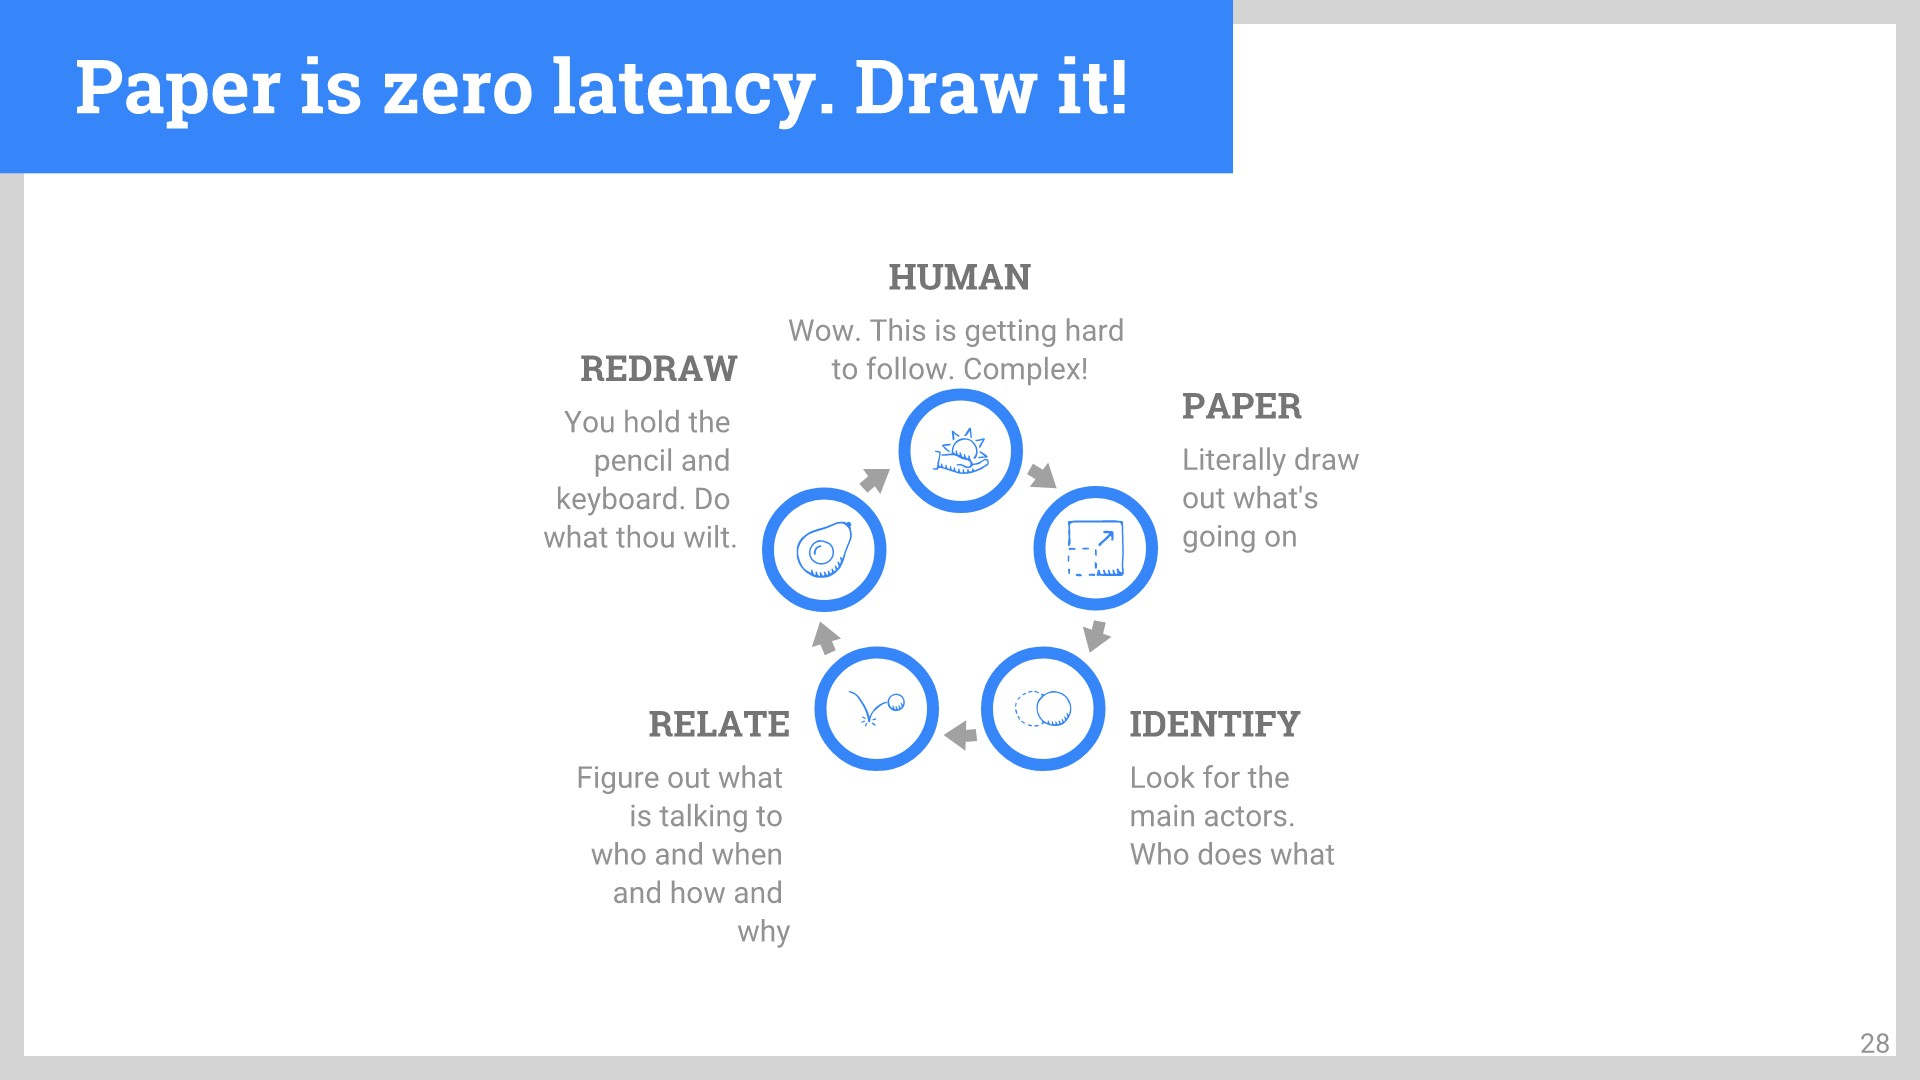 Paper is zero latency. Draw it!
HUMAN
Wow. This is getting hard
to follow. Complex!
PAPER
Literally draw
out what's
going on
IDENTIFY
Look for the
main actors.
Who does what
RELATE
Figure out what
is talking to
who and when
and how and
why
REDRAW
You hold the
pencil and
keyboard. Do
what thou wilt.
28